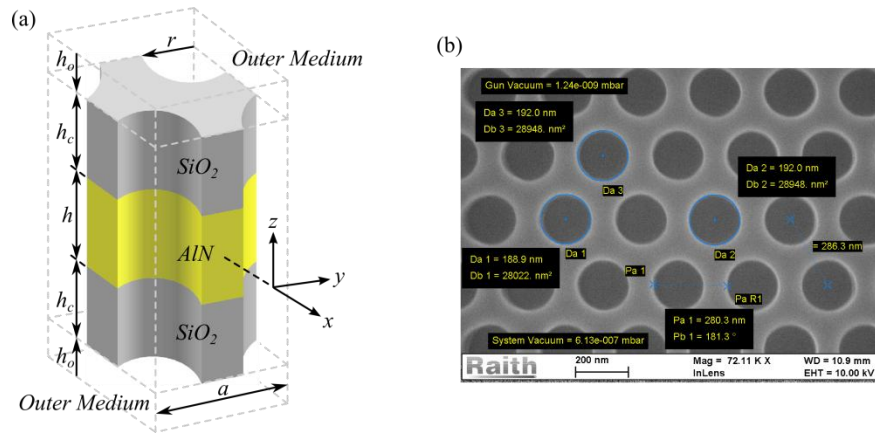 (a)
r
Outer Medium
h_o
h_c
SiO₂
h
AlN
z
y
x
h_c
SiO₂
h_o
Outer Medium
a
(b)
Gun Vacuum = 1.24e-009 mbar
Da 3 = 192.0 nm
Db 3 = 28948. nm²
Da 3
Da 2 = 192.0 nm
Db 2 = 28948. nm²
Da 1
Da 2
= 286.3 nm
Da 1 = 188.9 nm
Db 1 = 28022. nm²
Pa 1
Pa R1
Pa 1 = 280.3 nm
Pb 1 = 181.3 °
System Vacuum = 6.13e-007 mbar
Raith
200 nm
Mag = 72.11 K X
WD = 10.9 mm
InLens
EHT = 10.00 kV